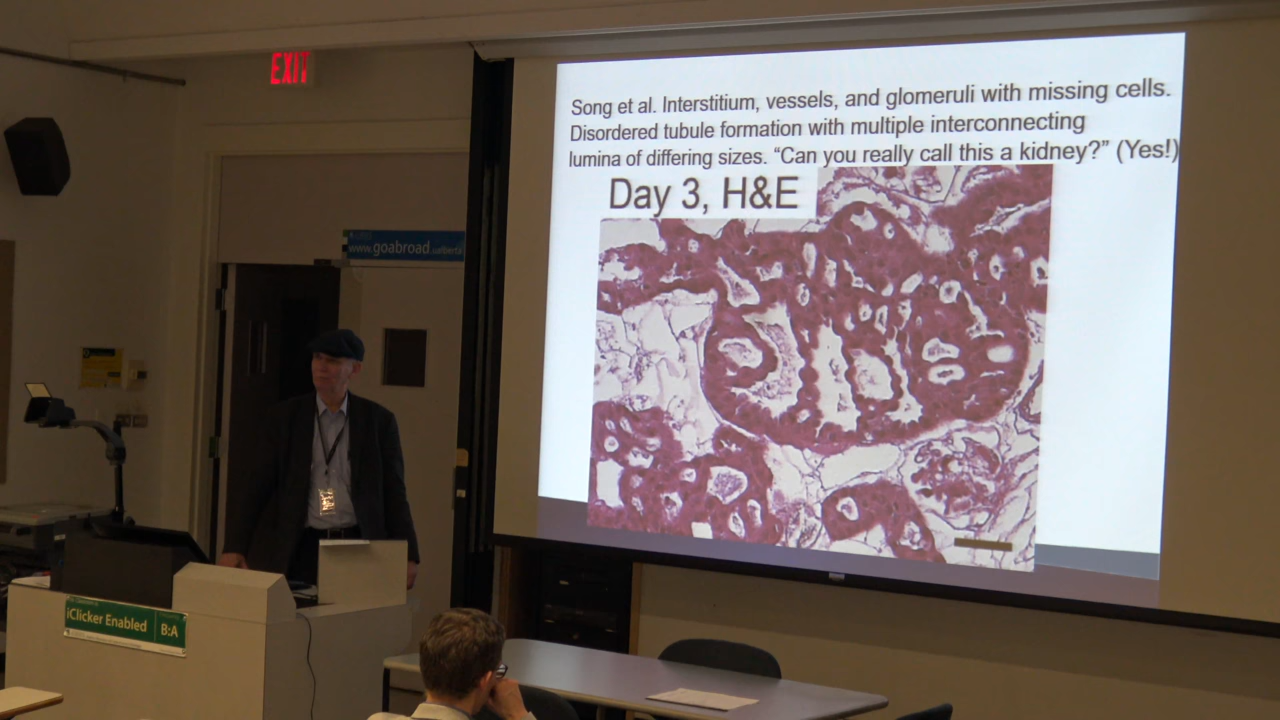 EXIT
Song et al. Interstitium, vessels, and glomeruli with missing cells.
Disordered tubule formation with multiple interconnecting
lumina of differing sizes. “Can you really call this a kidney?” (Yes!)
Day 3, H&E
www.goabroad.ualberta
iClicker Enabled
B:A